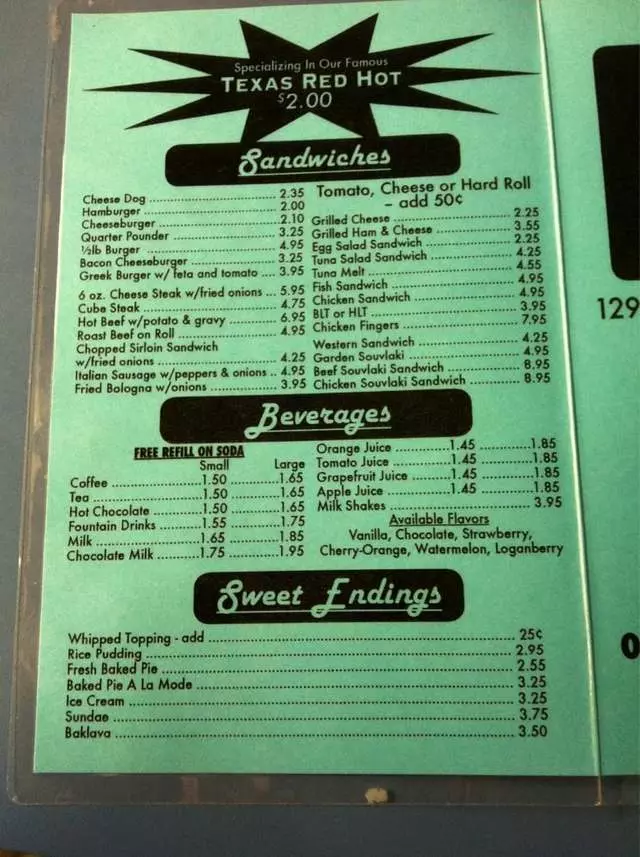 Specializing In Our Famous
TEXAS RED HOT
$2.00
Sandwiches
Cheese Dog 2.35
Hamburger 2.00
Cheeseburger 2.10
Quarter Pounder 3.25
½lb Burger 4.95
Bacon Cheeseburger 3.25
Greek Burger w/ feta and tomato 3.95
6 oz. Cheese Steak w/fried onions 5.95
Cube Steak 4.75
Hot Beef w/potato & gravy 6.95
Roast Beef on Roll 4.95
Chopped Sirloin Sandwich
w/fried onions 4.25
Italian Sausage w/peppers & onions 4.95
Fried Bologna w/onions 3.95
Tomato, Cheese or Hard Roll
– add 50¢
Grilled Cheese 2.25
Grilled Ham & Cheese 3.55
Egg Salad Sandwich 2.25
Tuna Salad Sandwich 4.25
Tuna Melt 4.55
Fish Sandwich 4.95
Chicken Sandwich 4.95
BLT or HLT 3.95
Chicken Fingers 7.95
Western Sandwich 4.25
Garden Souvlaki 4.95
Beef Souvlaki Sandwich 8.95
Chicken Souvlaki Sandwich 8.95
Beverages
FREE REFILL ON SODA
Small Large
Coffee 1.50 1.65
Tea 1.50 1.65
Hot Chocolate 1.50 1.65
Fountain Drinks 1.55 1.75
Milk 1.65 1.85
Chocolate Milk 1.75 1.95
Orange Juice 1.45 1.85
Tomato Juice 1.45 1.85
Grapefruit Juice 1.45 1.85
Apple Juice 1.45 1.85
Milk Shakes 3.95
Available Flavors
Vanilla, Chocolate, Strawberry,
Cherry-Orange, Watermelon, Loganberry
Sweet Endings
Whipped Topping - add 25¢
Rice Pudding 2.95
Fresh Baked Pie 2.55
Baked Pie A La Mode 3.25
Ice Cream 3.25
Sundae 3.75
Baklava 3.50
129